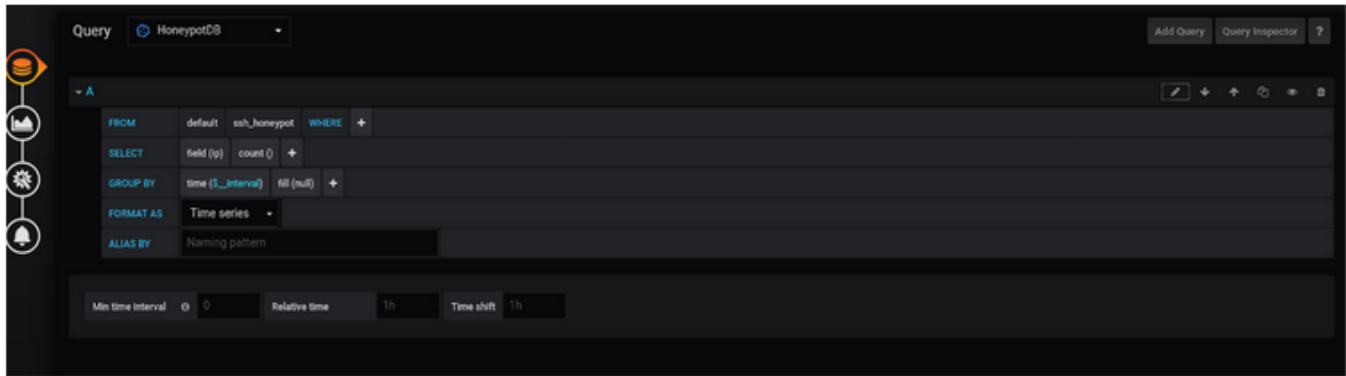 Query HoneypotDB Add Query Query Inspector ?
A
FROM default ssh_honeypot WHERE +
SELECT field (ip) count () +
GROUP BY time ($__interval) fill (null) +
FORMAT AS Time series
ALIAS BY Naming pattern
Min time interval 0 Relative time 1h Time shift 1h